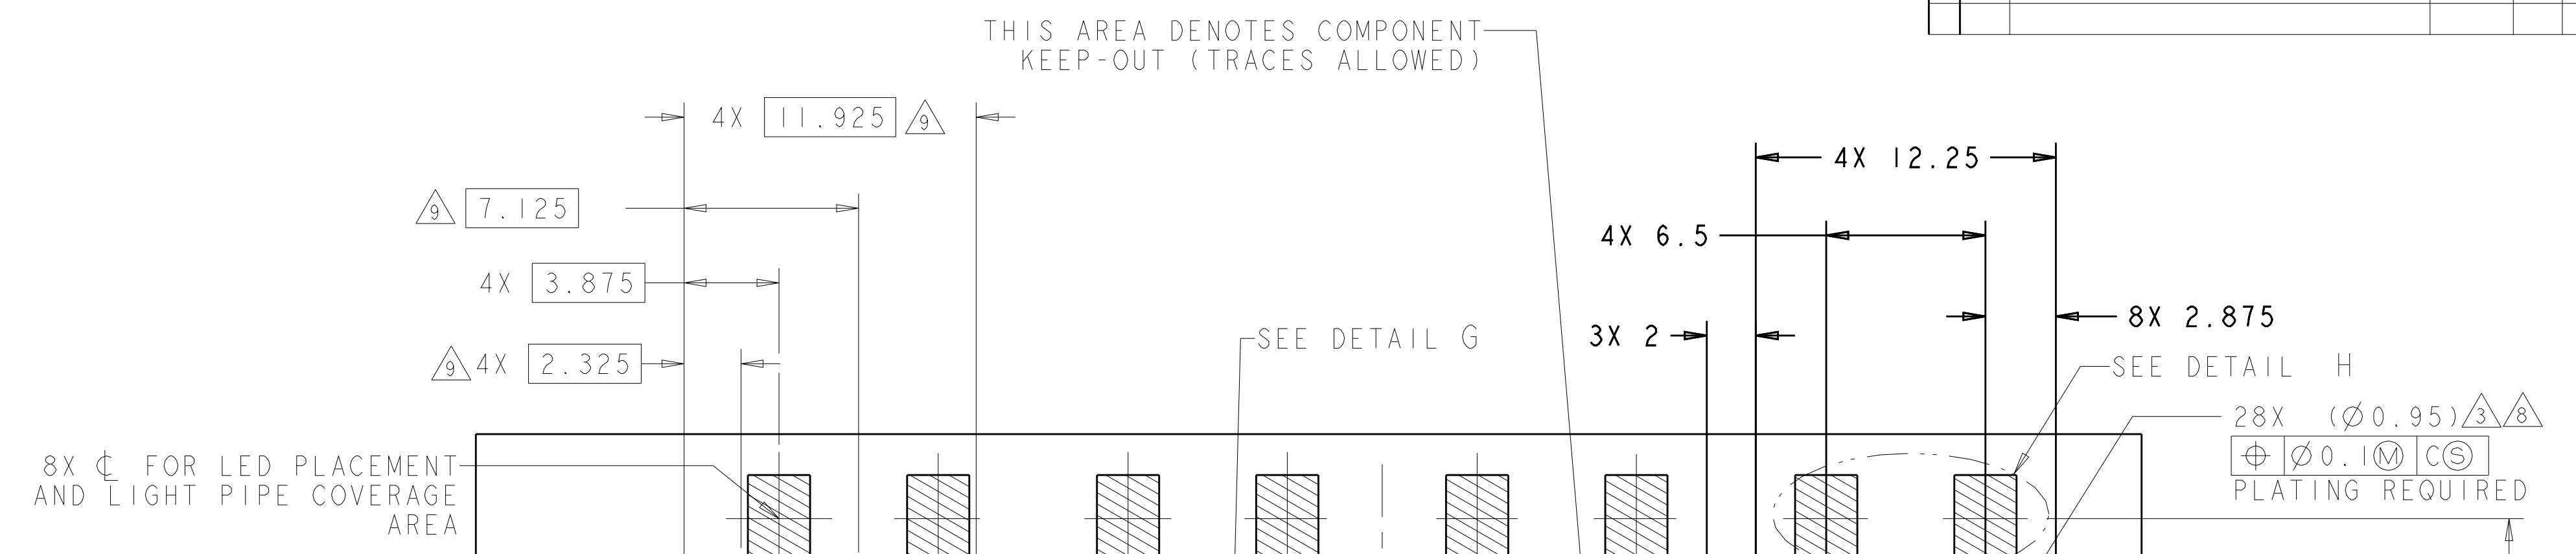 THIS AREA DENOTES COMPONENT
KEEP-OUT (TRACES ALLOWED)
4X 11.925 9
4X 12.25
9 7.125
4X 6.5
4X 3.875
8X 2.875
3X 2
SEE DETAIL G
9 4X 2.325
SEE DETAIL H
28X (Ø0.95) 3 8
⌖ Ø0.1Ⓜ CⓈ
PLATING REQUIRED
8X ℄ FOR LED PLACEMENT
AND LIGHT PIPE COVERAGE
AREA